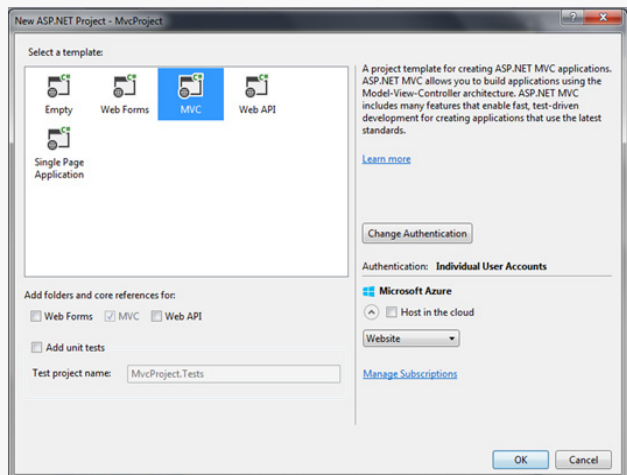 New ASP.NET Project - MvcProject
Select a template:
C#
C#
C#
C#
Empty
Web Forms
MVC
Web API
C#
Single Page
Application
A project template for creating ASP.NET MVC applications.
ASP.NET MVC allows you to build applications using the
Model-View-Controller architecture. ASP.NET MVC
includes many features that enable fast, test-driven
development for creating applications that use the latest
standards.
Learn more
Change Authentication
Authentication: Individual User Accounts
Add folders and core references for:
Web Forms
MVC
Web API
Add unit tests
Test project name: MvcProject.Tests
Microsoft Azure
Host in the cloud
Website
Manage Subscriptions
OK
Cancel